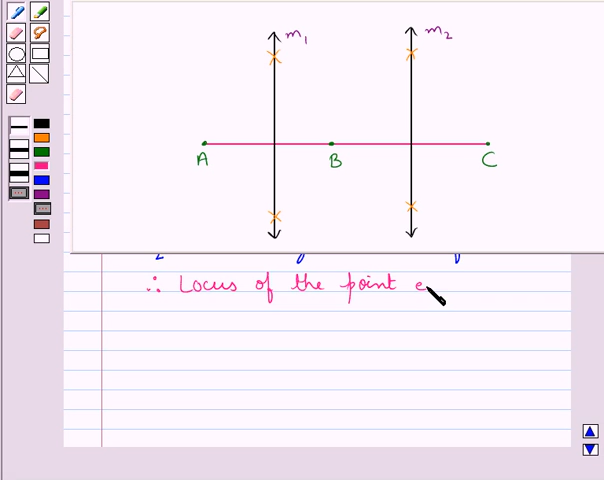 m₁ m₂
A B C
∴ Locus of the point e